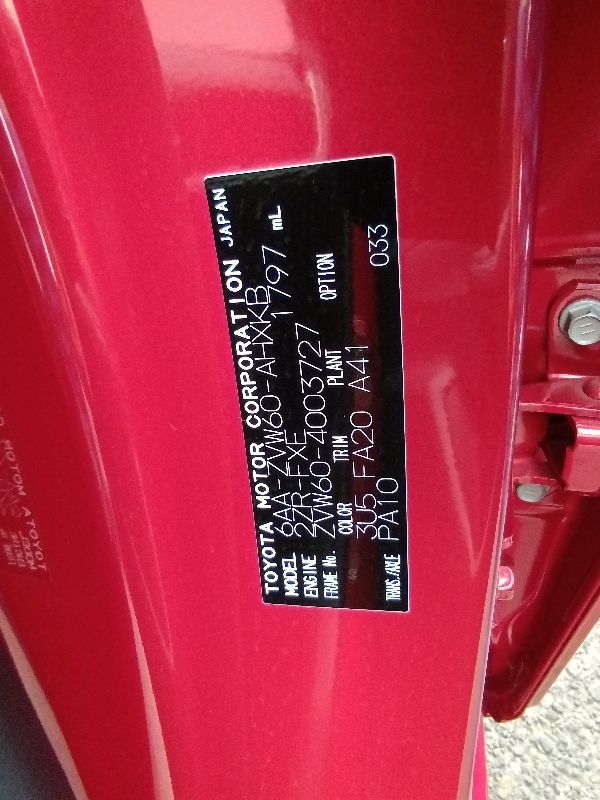 TOYOTA MOTOR CORPORATION JAPAN
MODEL 6AA-ZVW60-AHXKB
ENGINE 2ZR-FXE 1797 mL
FRAME No. ZVW60-4003727
COLOR TRIM PLANT OPTION
3U5 FA20 A41 033
TRANS./AXLE PA10